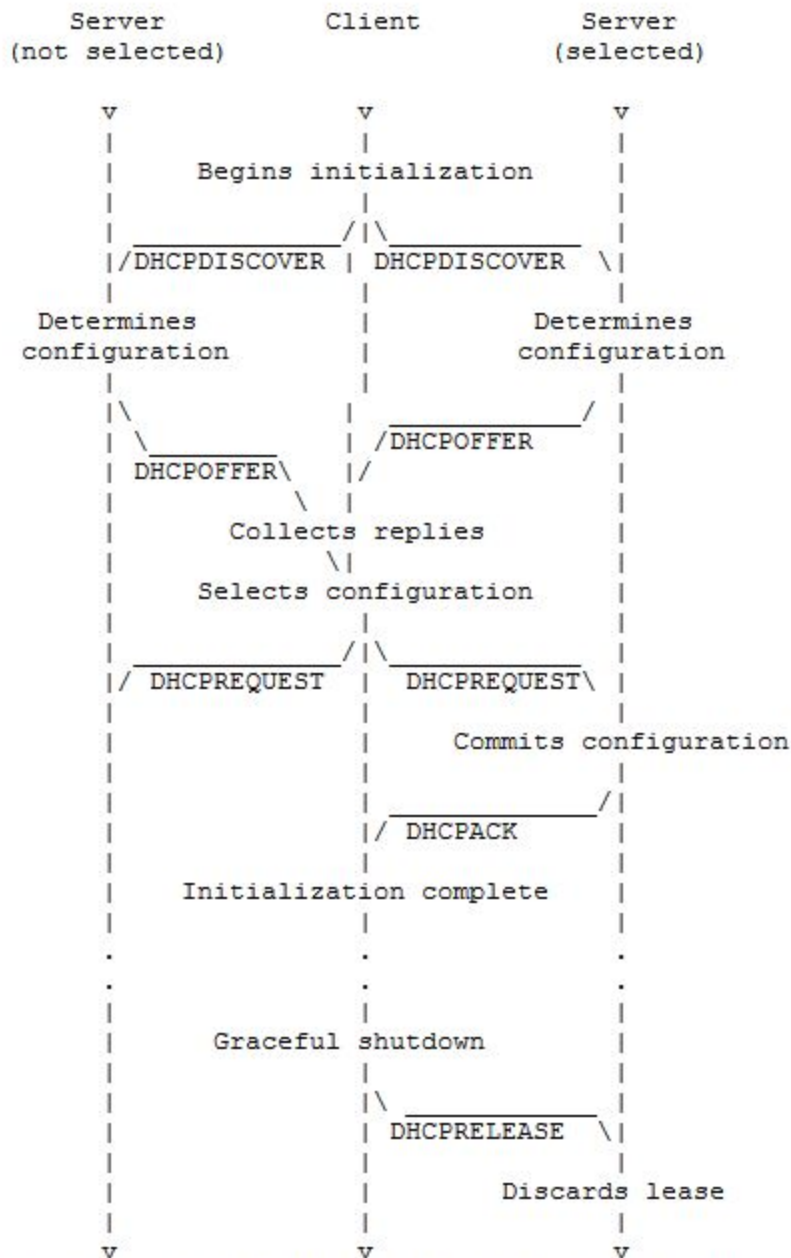 Server Client Server
(not selected) (selected)
v v v
Begins initialization
DHCPDISCOVER DHCPDISCOVER
Determines Determines
configuration configuration
DHCPOFFER
DHCPOFFER
Collects replies
Selects configuration
DHCPREQUEST DHCPREQUEST
Commits configuration
DHCPACK
Initialization complete
. . .
. . .
Graceful shutdown
DHCPRELEASE
Discards lease
v v v